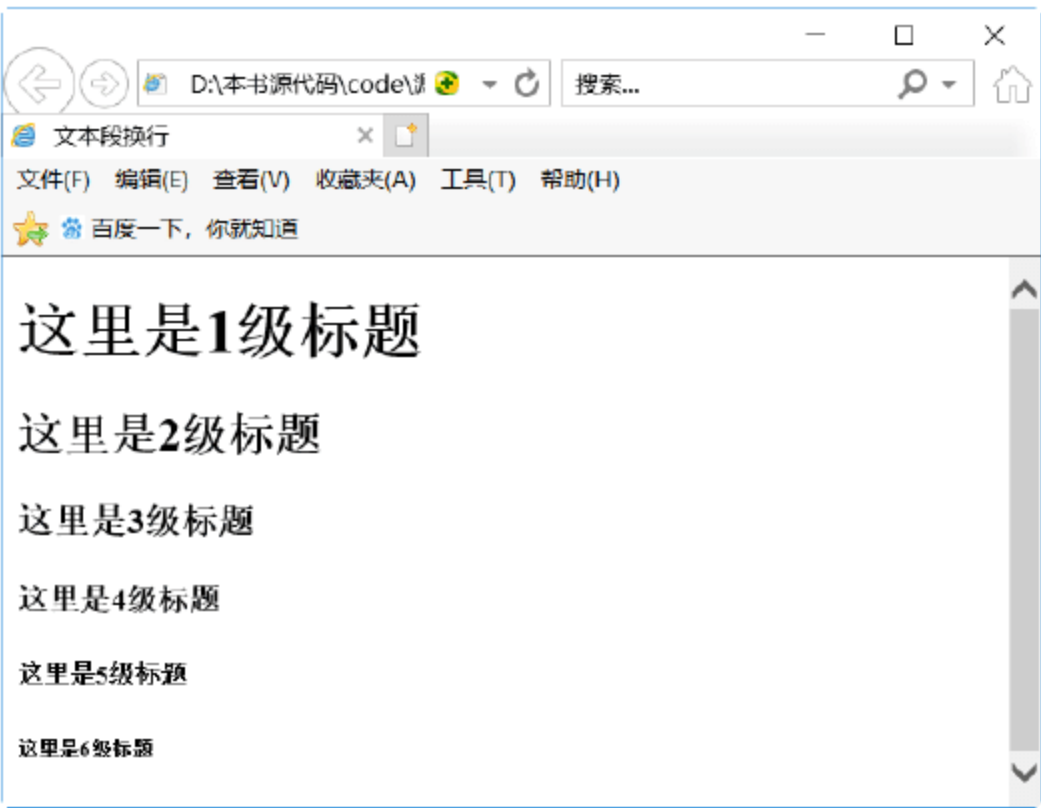 D:\本书源代码\code\
搜索...
文本段换行
文件(F) 编辑(E) 查看(V) 收藏夹(A) 工具(T) 帮助(H)
百度一下，你就知道
这里是1级标题
这里是2级标题
这里是3级标题
这里是4级标题
这里是5级标题
这里是6级标题